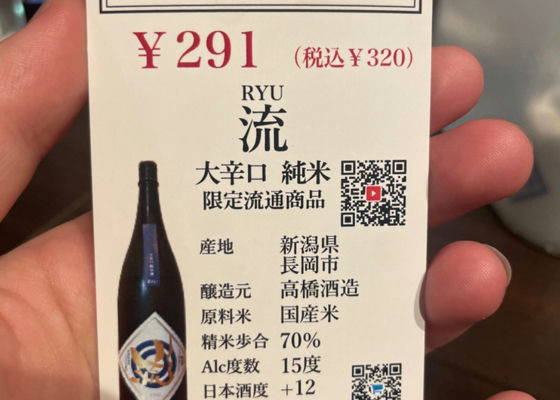 ￥291 （税込￥320）
RYU
流
大辛口 純米
限定流通商品
産地 新潟県
長岡市
醸造元 高橋酒造
原料米 国産米
精米歩合 70%
Alc度数 15度
日本酒度 +12